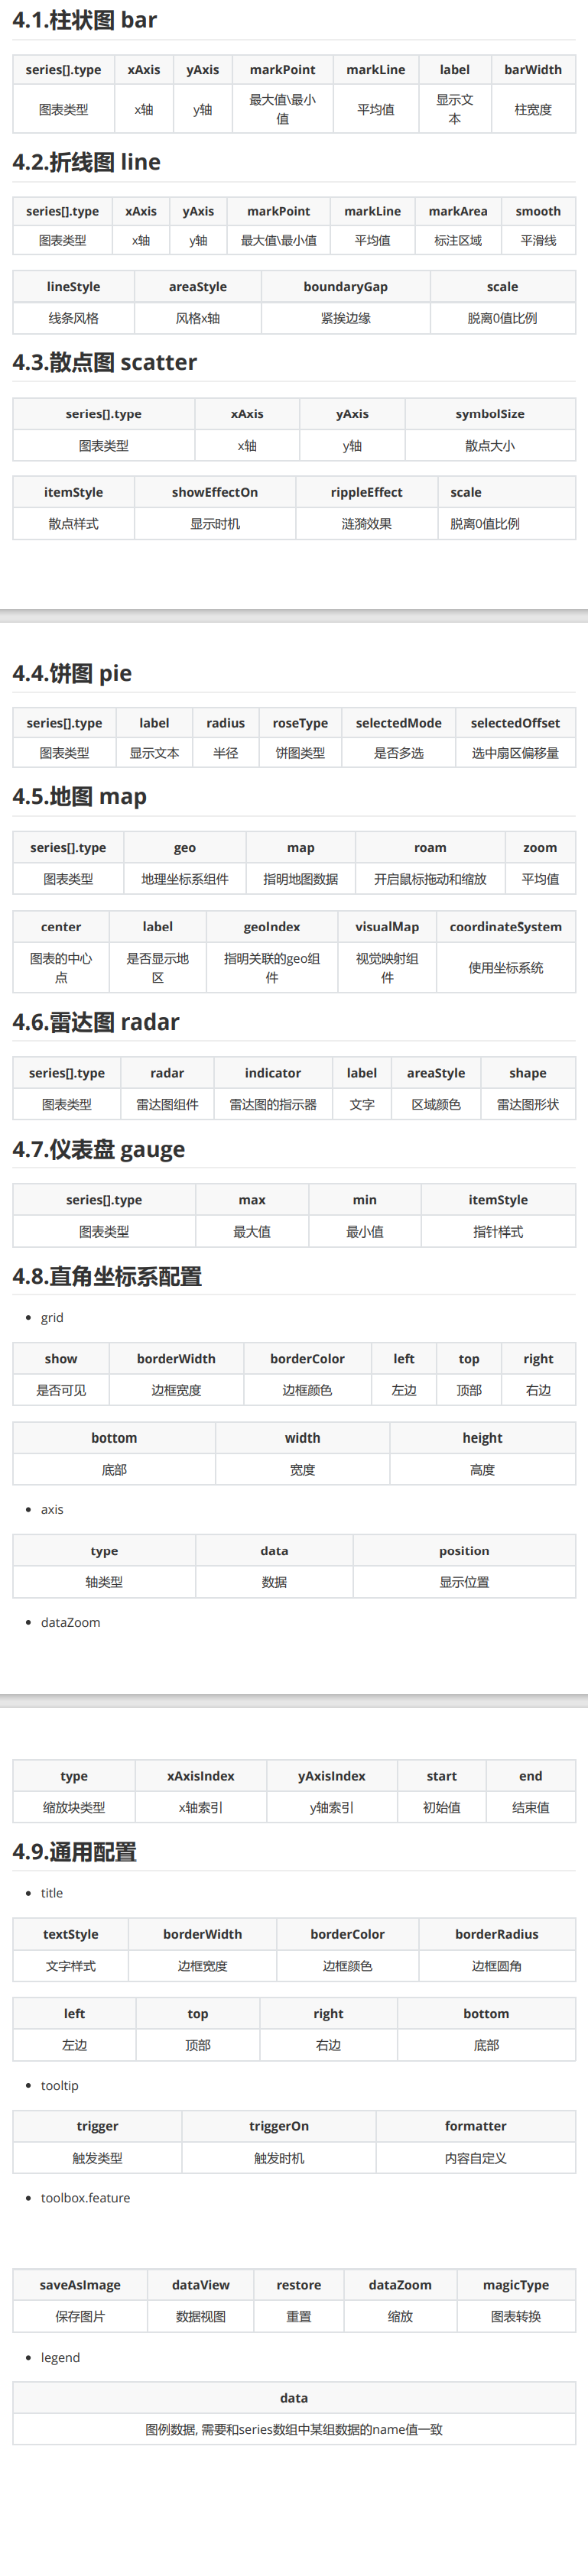 4.1.柱状图 bar
series[].type xAxis yAxis markPoint markLine label barWidth
图表类型 x轴 y轴 最大值\最小值 平均值 显示文本 柱宽度
4.2.折线图 line
series[].type xAxis yAxis markPoint markLine markArea smooth
图表类型 x轴 y轴 最大值\最小值 平均值 标注区域 平滑线
lineStyle areaStyle boundaryGap scale
线条风格 风格x轴 紧挨边缘 脱离0值比例
4.3.散点图 scatter
series[].type xAxis yAxis symbolSize
图表类型 x轴 y轴 散点大小
itemStyle showEffectOn rippleEffect scale
散点样式 显示时机 涟漪效果 脱离0值比例
4.4.饼图 pie
series[].type label radius roseType selectedMode selectedOffset
图表类型 显示文本 半径 饼图类型 是否多选 选中扇区偏移量
4.5.地图 map
series[].type geo map roam zoom
图表类型 地理坐标系组件 指明地图数据 开启鼠标拖动和缩放 平均值
center label geoIndex visualMap coordinateSystem
图表的中心点 是否显示地区 指明关联的geo组件 视觉映射组件 使用坐标系统
4.6.雷达图 radar
series[].type radar indicator label areaStyle shape
图表类型 雷达图组件 雷达图的指示器 文字 区域颜色 雷达图形状
4.7.仪表盘 gauge
series[].type max min itemStyle
图表类型 最大值 最小值 指针样式
4.8.直角坐标系配置
• grid
show borderWidth borderColor left top right
是否可见 边框宽度 边框颜色 左边 顶部 右边
bottom width height
底部 宽度 高度
• axis
type data position
轴类型 数据 显示位置
• dataZoom
type xAxisIndex yAxisIndex start end
缩放块类型 x轴索引 y轴索引 初始值 结束值
4.9.通用配置
• title
textStyle borderWidth borderColor borderRadius
文字样式 边框宽度 边框颜色 边框圆角
left top right bottom
左边 顶部 右边 底部
• tooltip
trigger triggerOn formatter
触发类型 触发时机 内容自定义
• toolbox.feature
saveAsImage dataView restore dataZoom magicType
保存图片 数据视图 重置 缩放 图表转换
• legend
data
图例数据, 需要和series数组中某组数据的name值一致